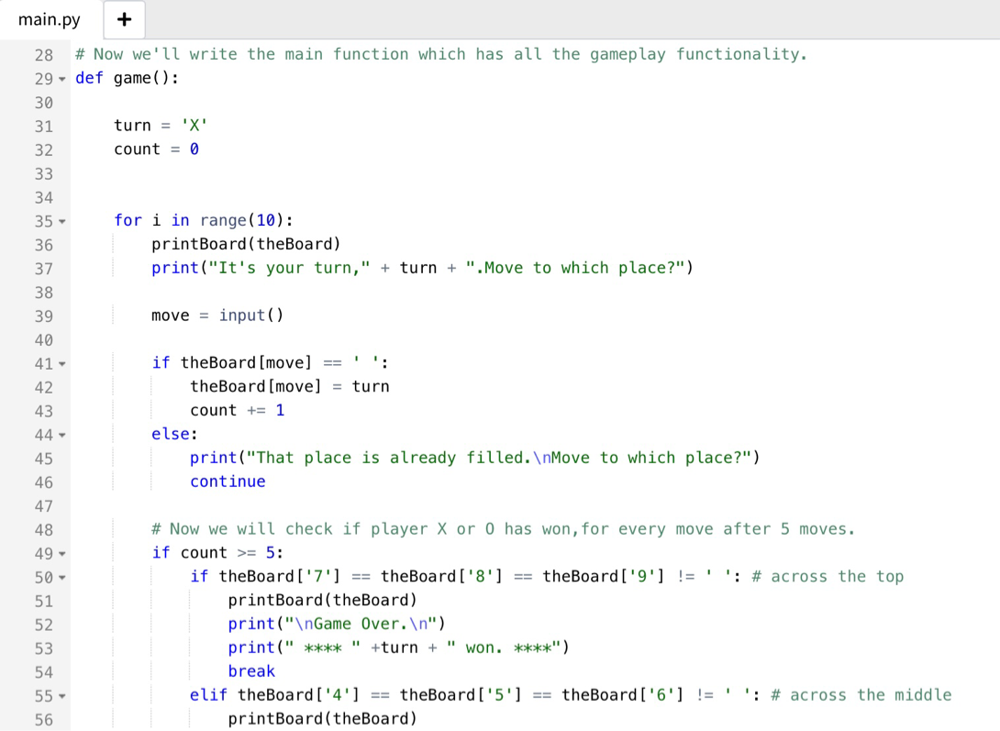 main.py +
28 # Now we'll write the main function which has all the gameplay functionality.
29 def game():
30
31     turn = 'X'
32     count = 0
33
34
35     for i in range(10):
36         printBoard(theBoard)
37         print("It's your turn," + turn + ".Move to which place?")
38
39         move = input()
40
41         if theBoard[move] == ' ':
42             theBoard[move] = turn
43             count += 1
44         else:
45             print("That place is already filled.\nMove to which place?")
46             continue
47
48         # Now we will check if player X or O has won,for every move after 5 moves.
49         if count >= 5:
50             if theBoard['7'] == theBoard['8'] == theBoard['9'] != ' ': # across the top
51                 printBoard(theBoard)
52                 print("\nGame Over.\n")
53                 print(" **** " +turn + " won. ****")
54                 break
55             elif theBoard['4'] == theBoard['5'] == theBoard['6'] != ' ': # across the middle
56                 printBoard(theBoard)